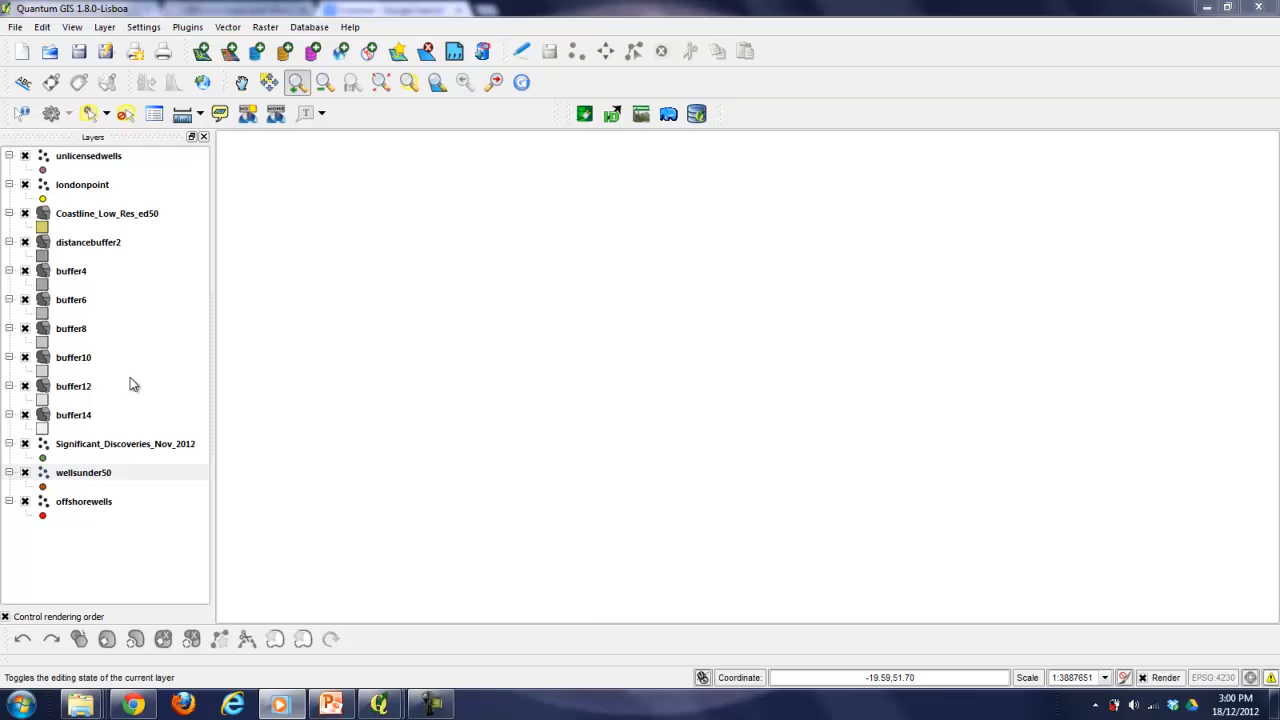 Quantum GIS 1.8.0-Lisboa
File Edit View Layer Settings Plugins Vector Raster Database Help
Layers
unlicensedwells
londonpoint
Coastline_Low_Res_ed50
distancebuffer2
buffer4
buffer6
buffer8
buffer10
buffer12
buffer14
Significant_Discoveries_Nov_2012
wellsunder50
offshorewells
Control rendering order
Toggles the editing state of the current layer
Coordinate: -19.59,51.70 Scale 1:3887651 Render EPSG:4230
3:00 PM
18/12/2012